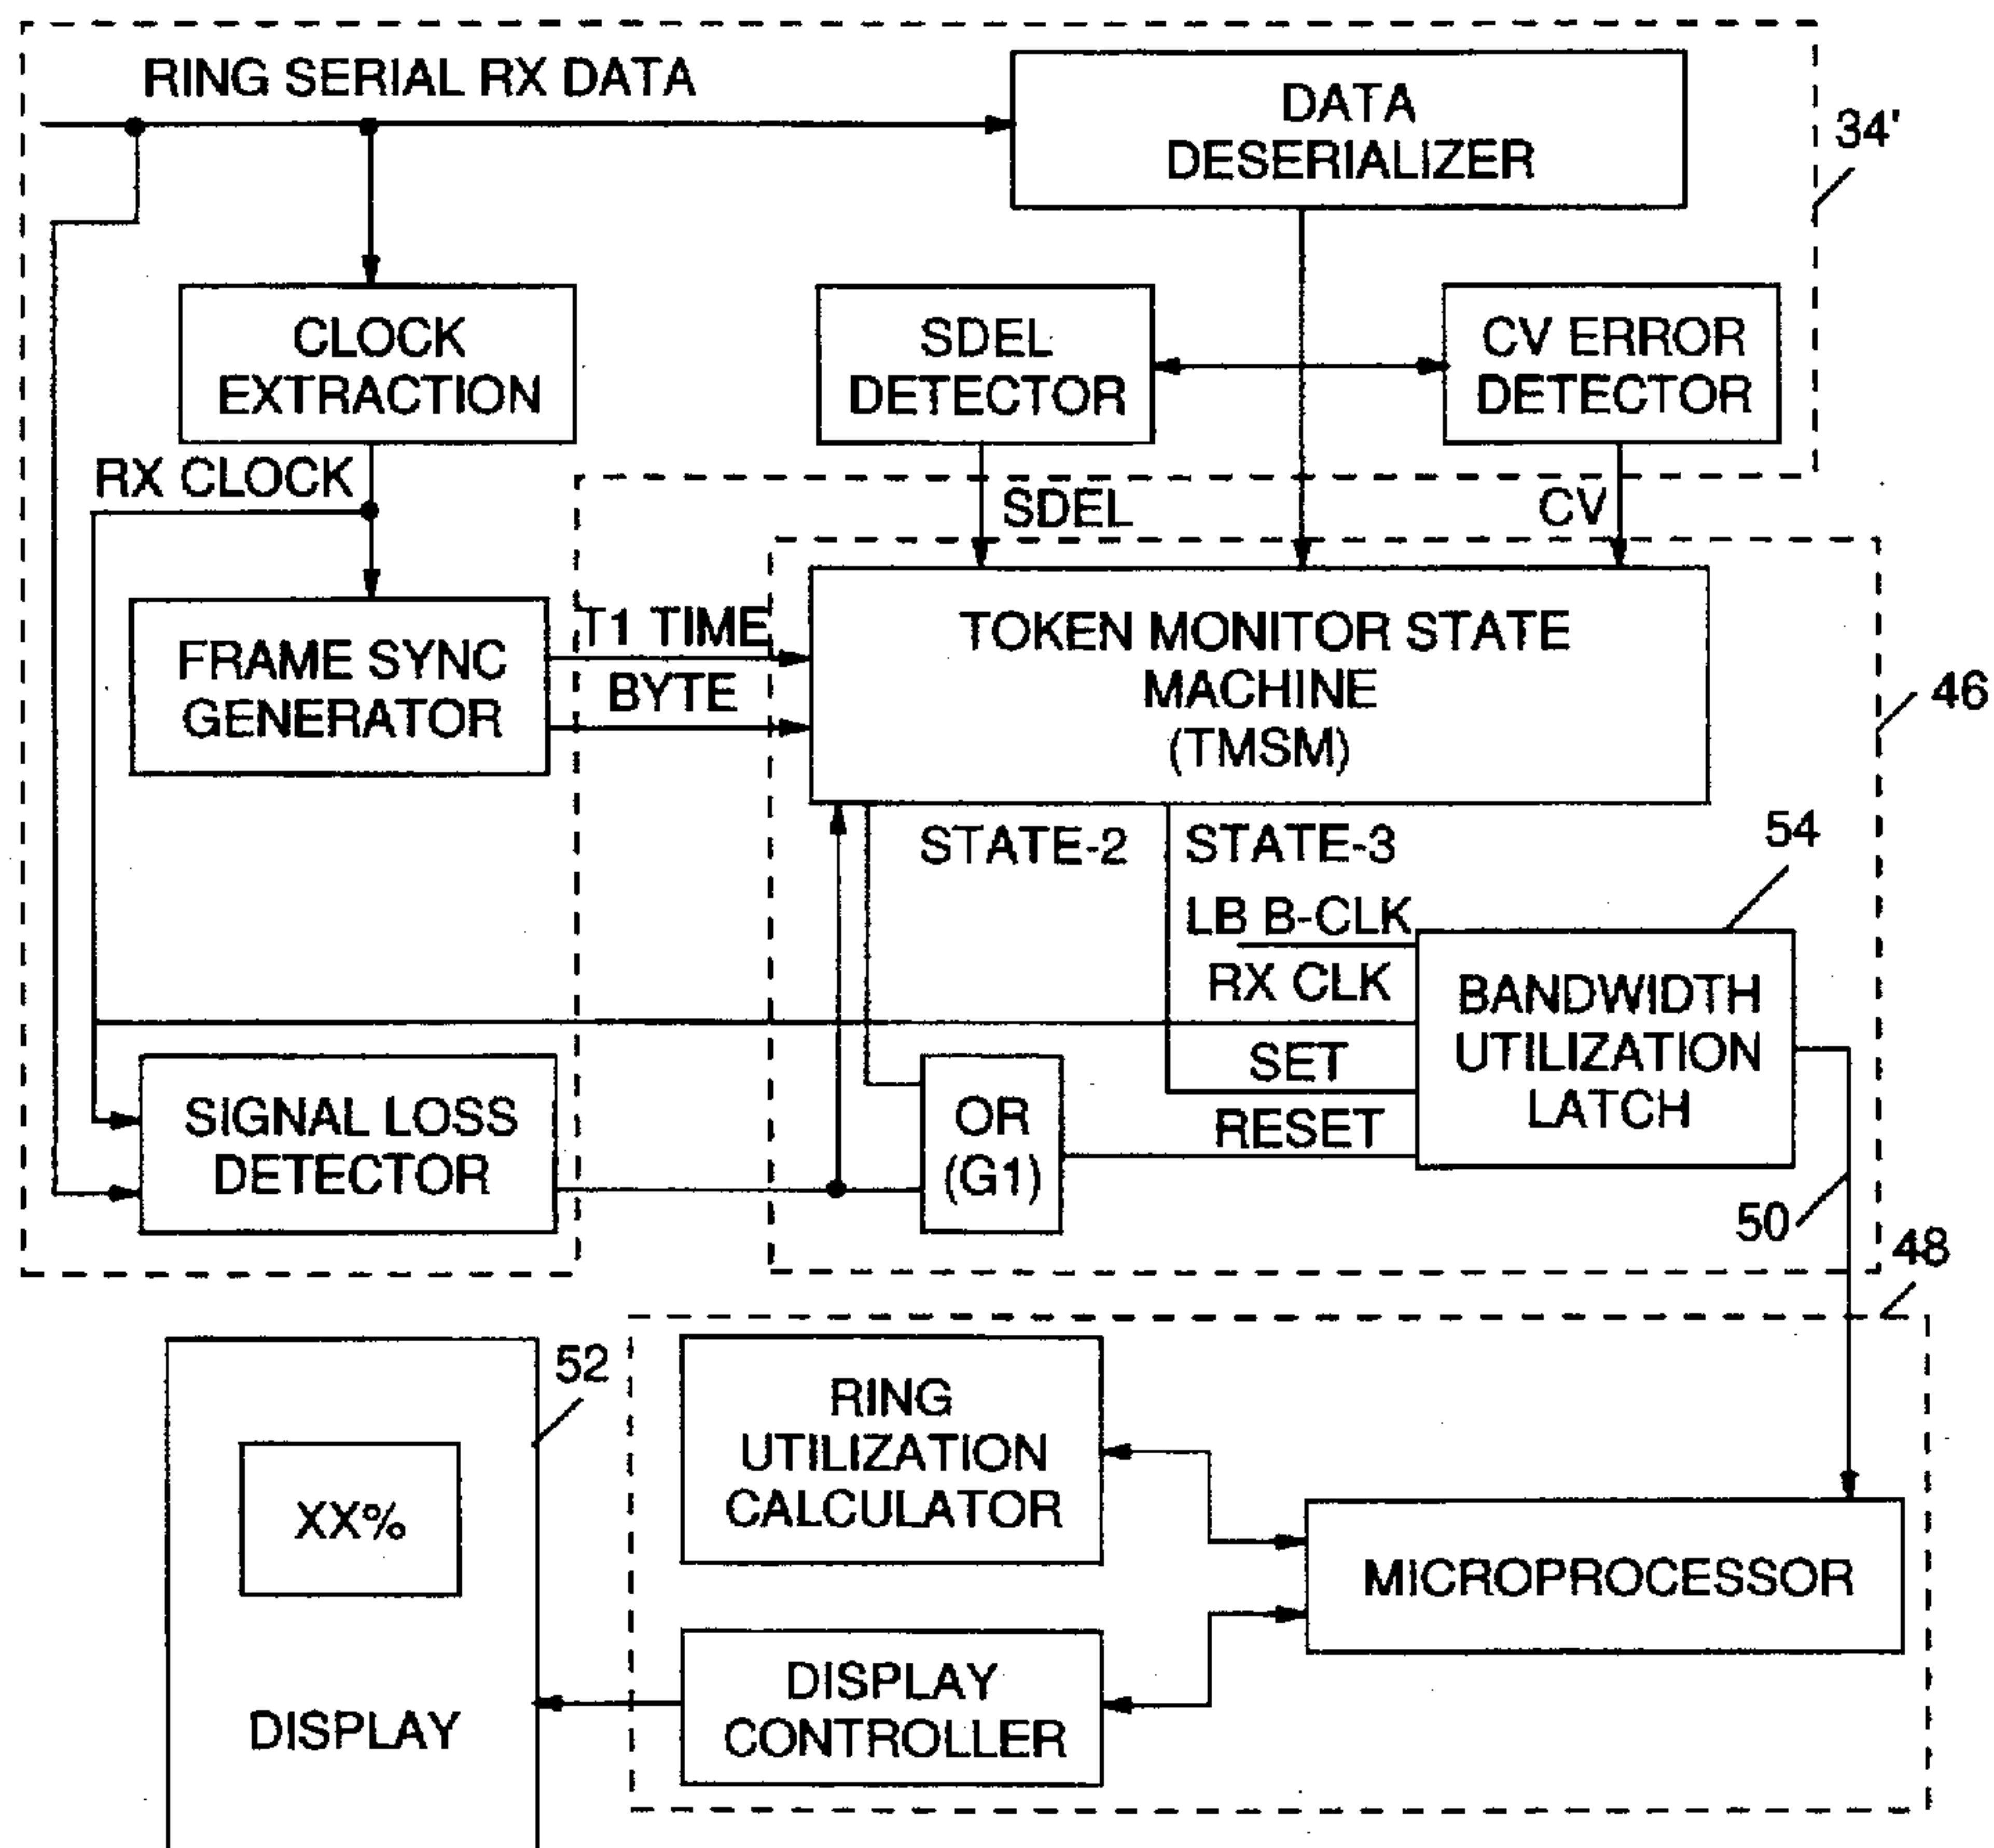 RING SERIAL RX DATA
DATA
DESERIALIZER
34'
CLOCK
EXTRACTION
SDEL
DETECTOR
CV ERROR
DETECTOR
RX CLOCK
SDEL
CV
FRAME SYNC
GENERATOR
T1 TIME
BYTE
TOKEN MONITOR STATE
MACHINE
(TMSM)
46
STATE-2
STATE-3
54
LB B-CLK
RX CLK
SET
RESET
BANDWIDTH
UTILIZATION
LATCH
SIGNAL LOSS
DETECTOR
OR
(G1)
50
48
52
RING
UTILIZATION
CALCULATOR
XX%
MICROPROCESSOR
DISPLAY
DISPLAY
CONTROLLER